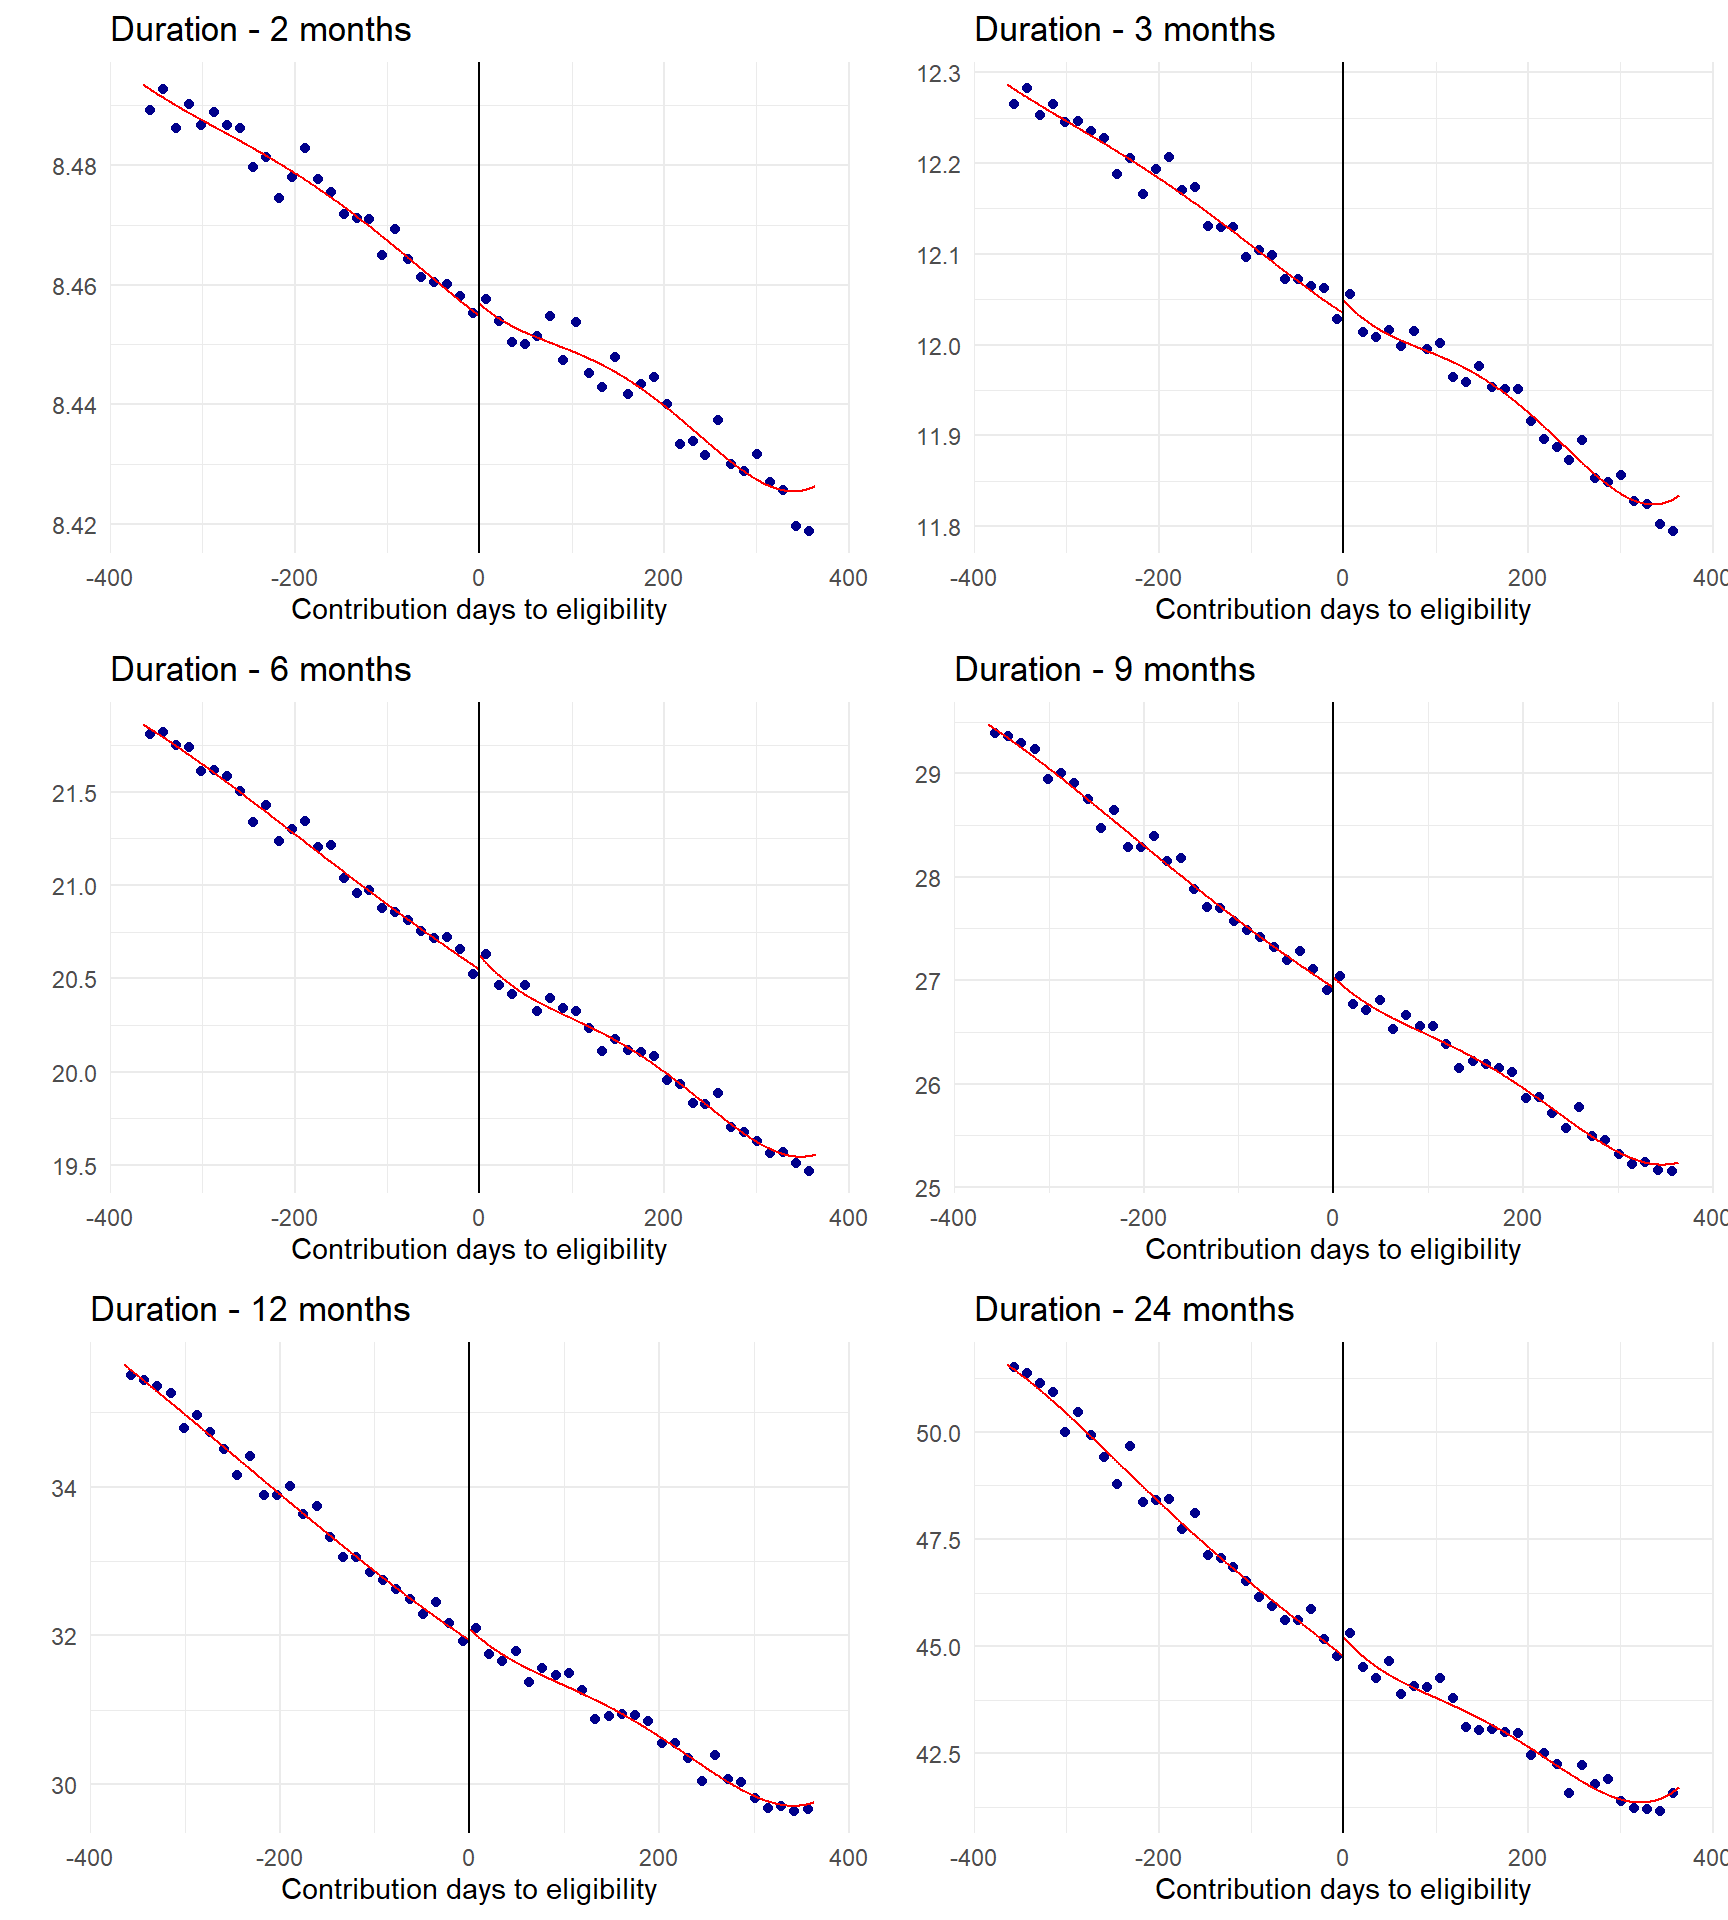 Duration - 2 months
8.48
8.46
8.44
8.42
-400 -200 0 200 400
Contribution days to eligibility
Duration - 3 months
12.3
12.2
12.1
12.0
11.9
11.8
-400 -200 0 200 400
Contribution days to eligibility
Duration - 6 months
21.5
21.0
20.5
20.0
19.5
-400 -200 0 200 400
Contribution days to eligibility
Duration - 9 months
29
28
27
26
25
-400 -200 0 200 400
Contribution days to eligibility
Duration - 12 months
34
32
30
-400 -200 0 200 400
Contribution days to eligibility
Duration - 24 months
50.0
47.5
45.0
42.5
-400 -200 0 200 400
Contribution days to eligibility